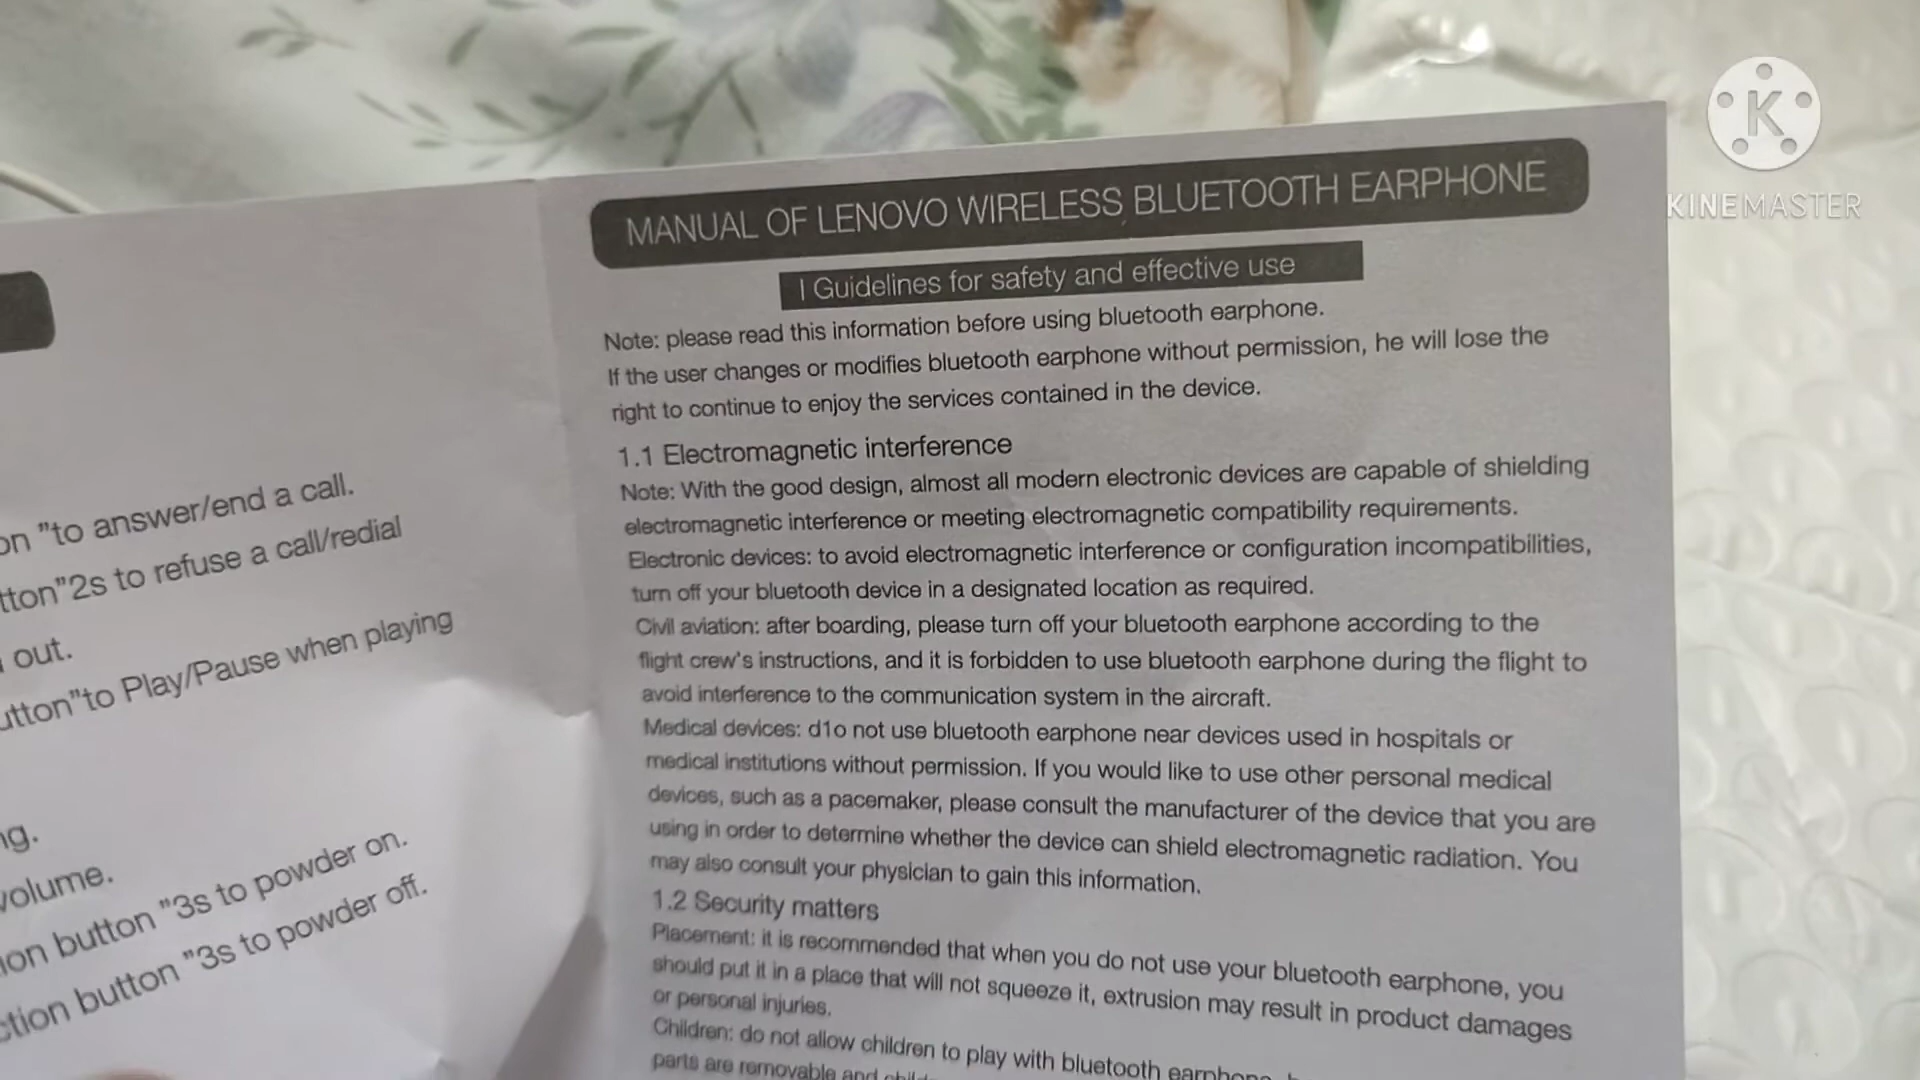 on "to answer/end a call.
tton"2s to refuse a call/redial
out.
utton"to Play/Pause when playing
ng.
volume.
ion button "3s to powder on.
ction button "3s to powder off.
MANUAL OF LENOVO WIRELESS BLUETOOTH EARPHONE
I Guidelines for safety and effective use
Note: please read this information before using bluetooth earphone.
If the user changes or modifies bluetooth earphone without permission, he will lose the
right to continue to enjoy the services contained in the device.
1.1 Electromagnetic interference
Note: With the good design, almost all modern electronic devices are capable of shielding
electromagnetic interference or meeting electromagnetic compatibility requirements.
Electronic devices: to avoid electromagnetic interference or configuration incompatibilities,
turn off your bluetooth device in a designated location as required.
Civil aviation: after boarding, please turn off your bluetooth earphone according to the
flight crew's instructions, and it is forbidden to use bluetooth earphone during the flight to
avoid interference to the communication system in the aircraft.
Medical devices: d1o not use bluetooth earphone near devices used in hospitals or
medical institutions without permission. If you would like to use other personal medical
devices, such as a pacemaker, please consult the manufacturer of the device that you are
using in order to determine whether the device can shield electromagnetic radiation. You
may also consult your physician to gain this information.
1.2 Security matters
Placement: it is recommended that when you do not use your bluetooth earphone, you
should put it in a place that will not squeeze it, extrusion may result in product damages
or personal injuries.
Children: do not allow children to play with bluetooth earphone,
parts are removable and
K
KINEMASTER